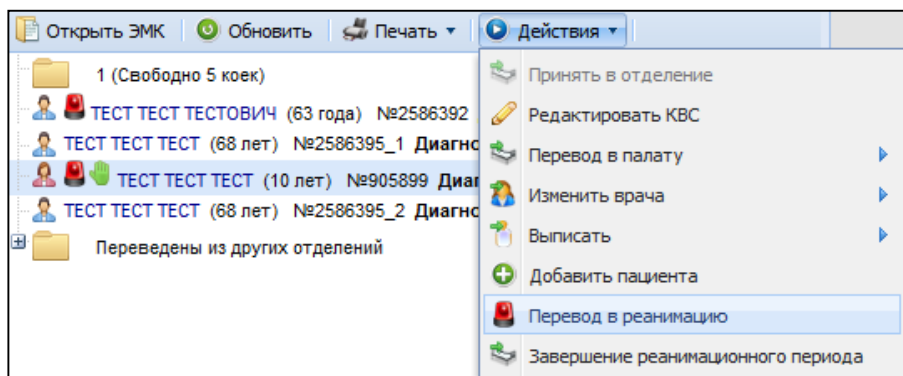 Открыть ЭМК Обновить Печать Действия
1 (Свободно 5 коек)
ТЕСТ ТЕСТ ТЕСТОВИЧ (63 года) №2586392
ТЕСТ ТЕСТ ТЕСТ (68 лет) №2586395_1 Диагно
ТЕСТ ТЕСТ ТЕСТ (10 лет) №905899 Диаг
ТЕСТ ТЕСТ ТЕСТ (68 лет) №2586395_2 Диагно
Переведены из других отделений
Принять в отделение
Редактировать КВС
Перевод в палату
Изменить врача
Выписать
Добавить пациента
Перевод в реанимацию
Завершение реанимационного периода